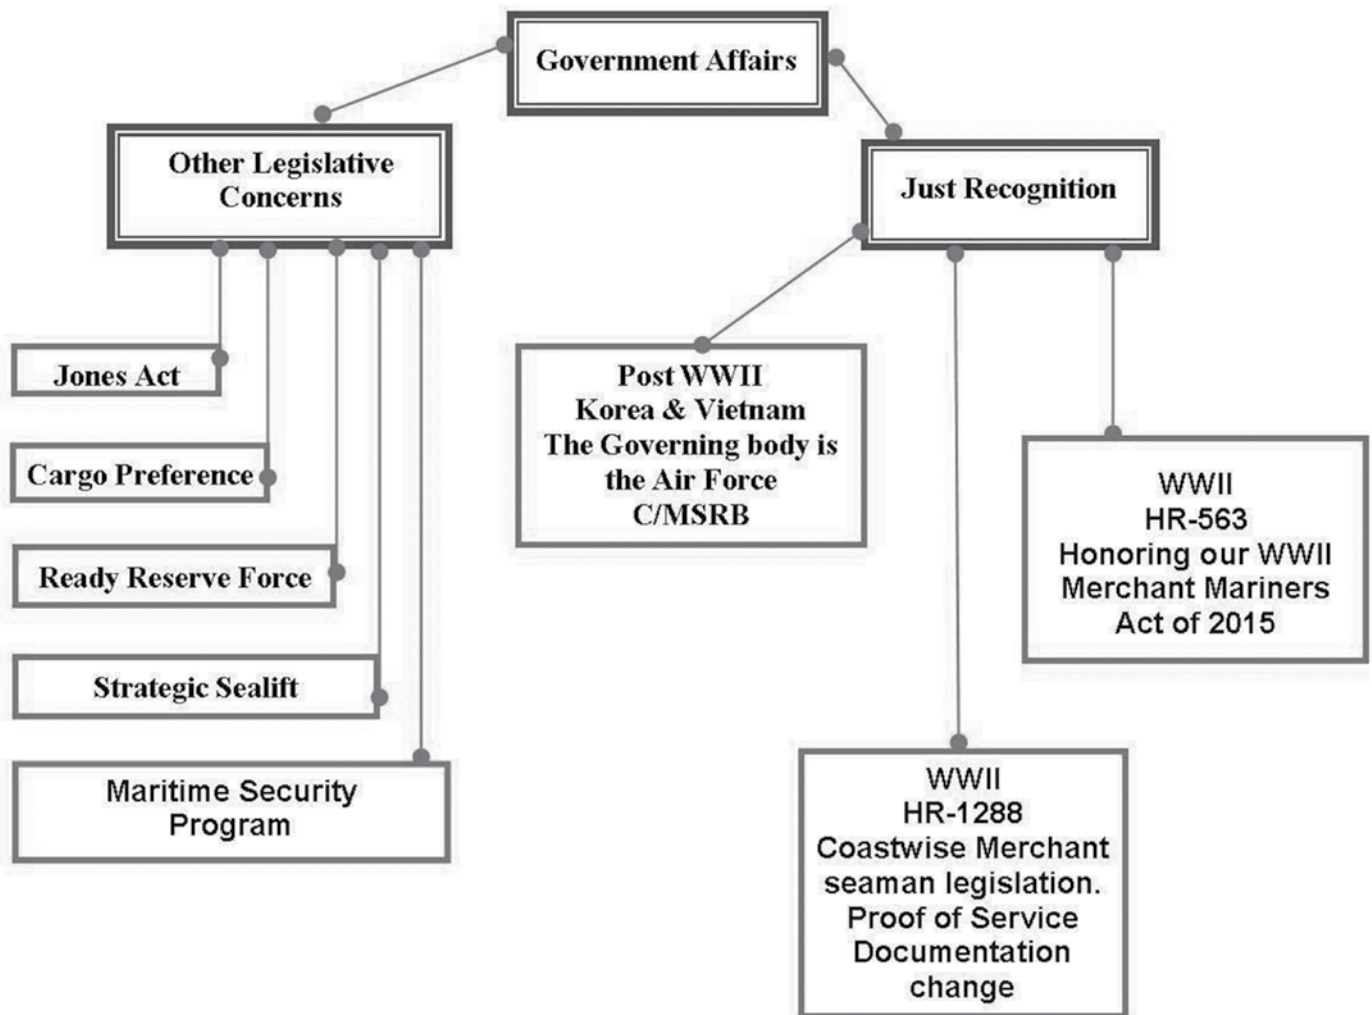 Government Affairs
Other Legislative
Concerns
Just Recognition
Jones Act
Cargo Preference
Ready Reserve Force
Strategic Sealift
Maritime Security
Program
Post WWII
Korea & Vietnam
The Governing body is
the Air Force
C/MSRB
WWII
HR-563
Honoring our WWII
Merchant Mariners
Act of 2015
WWII
HR-1288
Coastwise Merchant
seaman legislation.
Proof of Service
Documentation
change